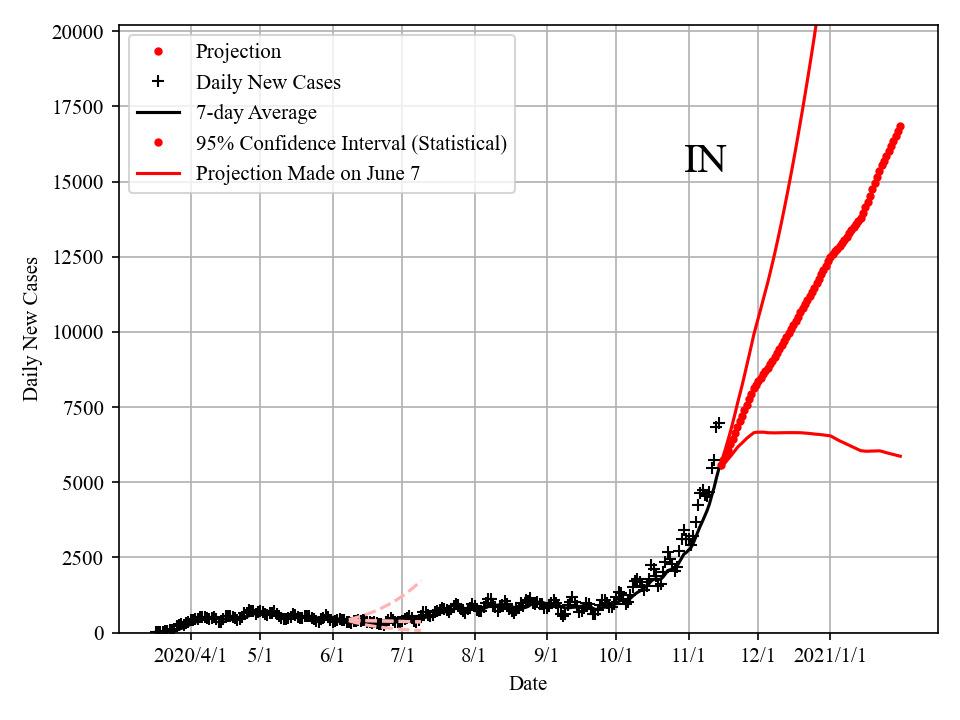 20000
17500
15000
12500
10000
7500
5000
2500
0
Daily New Cases
Projection
Daily New Cases
7-day Average
95% Confidence Interval (Statistical)
Projection Made on June 7
IN
2020/4/1 5/1 6/1 7/1 8/1 9/1 10/1 11/1 12/1 2021/1/1
Date